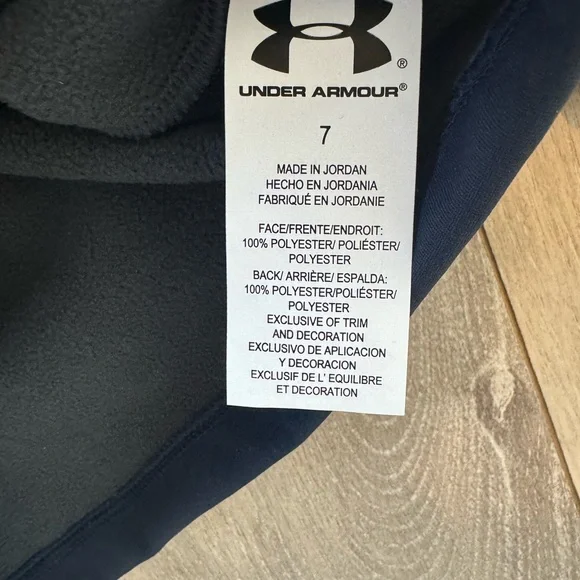 ®
UNDER ARMOUR®
7
MADE IN JORDAN
HECHO EN JORDANIA
FABRIQUÉ EN JORDANIE
FACE/FRENTE/ENDROIT:
100% POLYESTER/ POLIÉSTER/
POLYESTER
BACK/ ARRIÈRE/ ESPALDA:
100% POLYESTER/POLIÉSTER/
POLYESTER
EXCLUSIVE OF TRIM
AND DECORATION
EXCLUSIVO DE APLICACION
Y DECORACION
EXCLUSIF DE L' EQUILIBRE
ET DECORATION